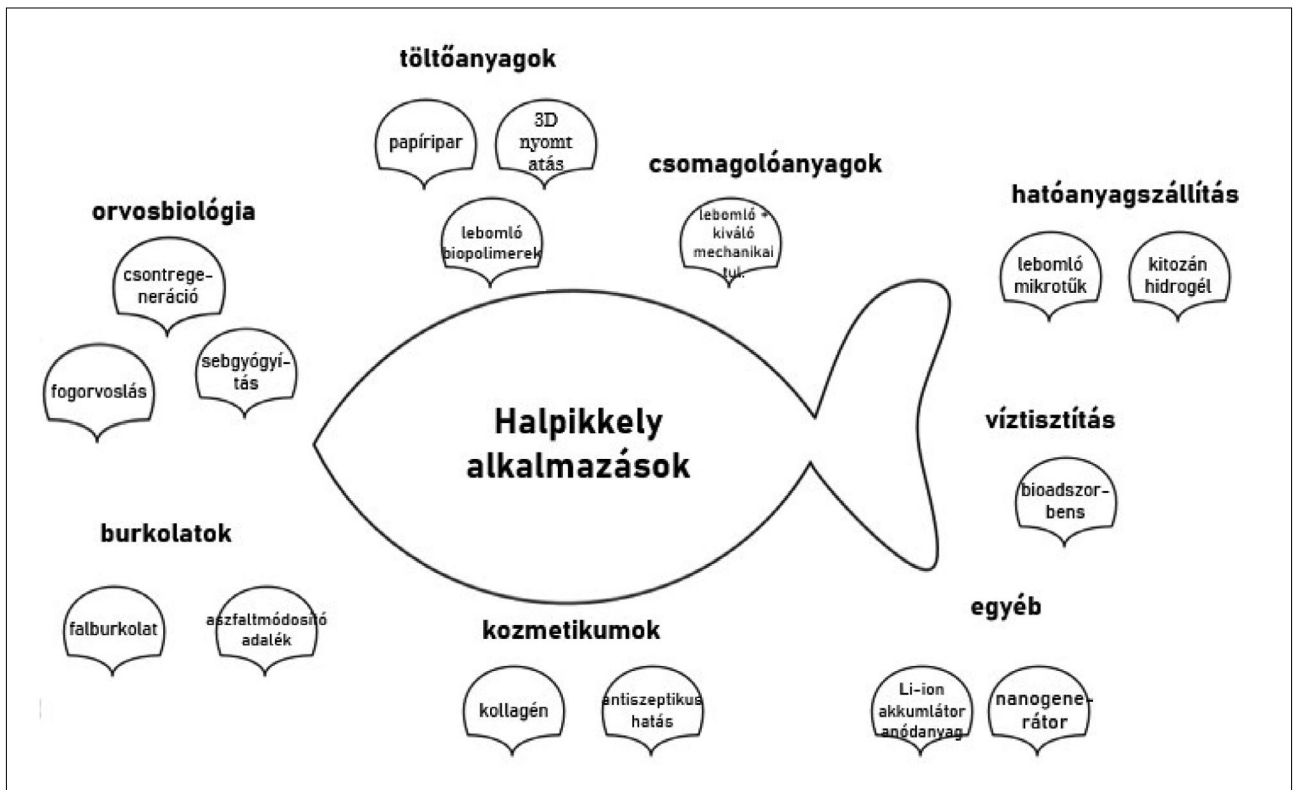 töltőanyagok
papíripar
3D
nyomt
atás
lebomló
biopolimerek
csomagolóanyagok
lebomló +
kiváló
mechanikai
tul.
hatóanyagszállítás
lebomló
mikrotűk
kitozán
hidrogél
orvosbiológia
csontrege-
neráció
fogorvoslás
sebgyógyí-
tás
Halpikkely
alkalmazások
víztisztítás
bioadszor-
bens
burkolatok
falburkolat
aszfaltmódosító
adalék
kozmetikumok
kollagén
antiszeptikus
hatás
egyéb
Li-ion
akkumlátor
anódanyag
nanogene-
rátor